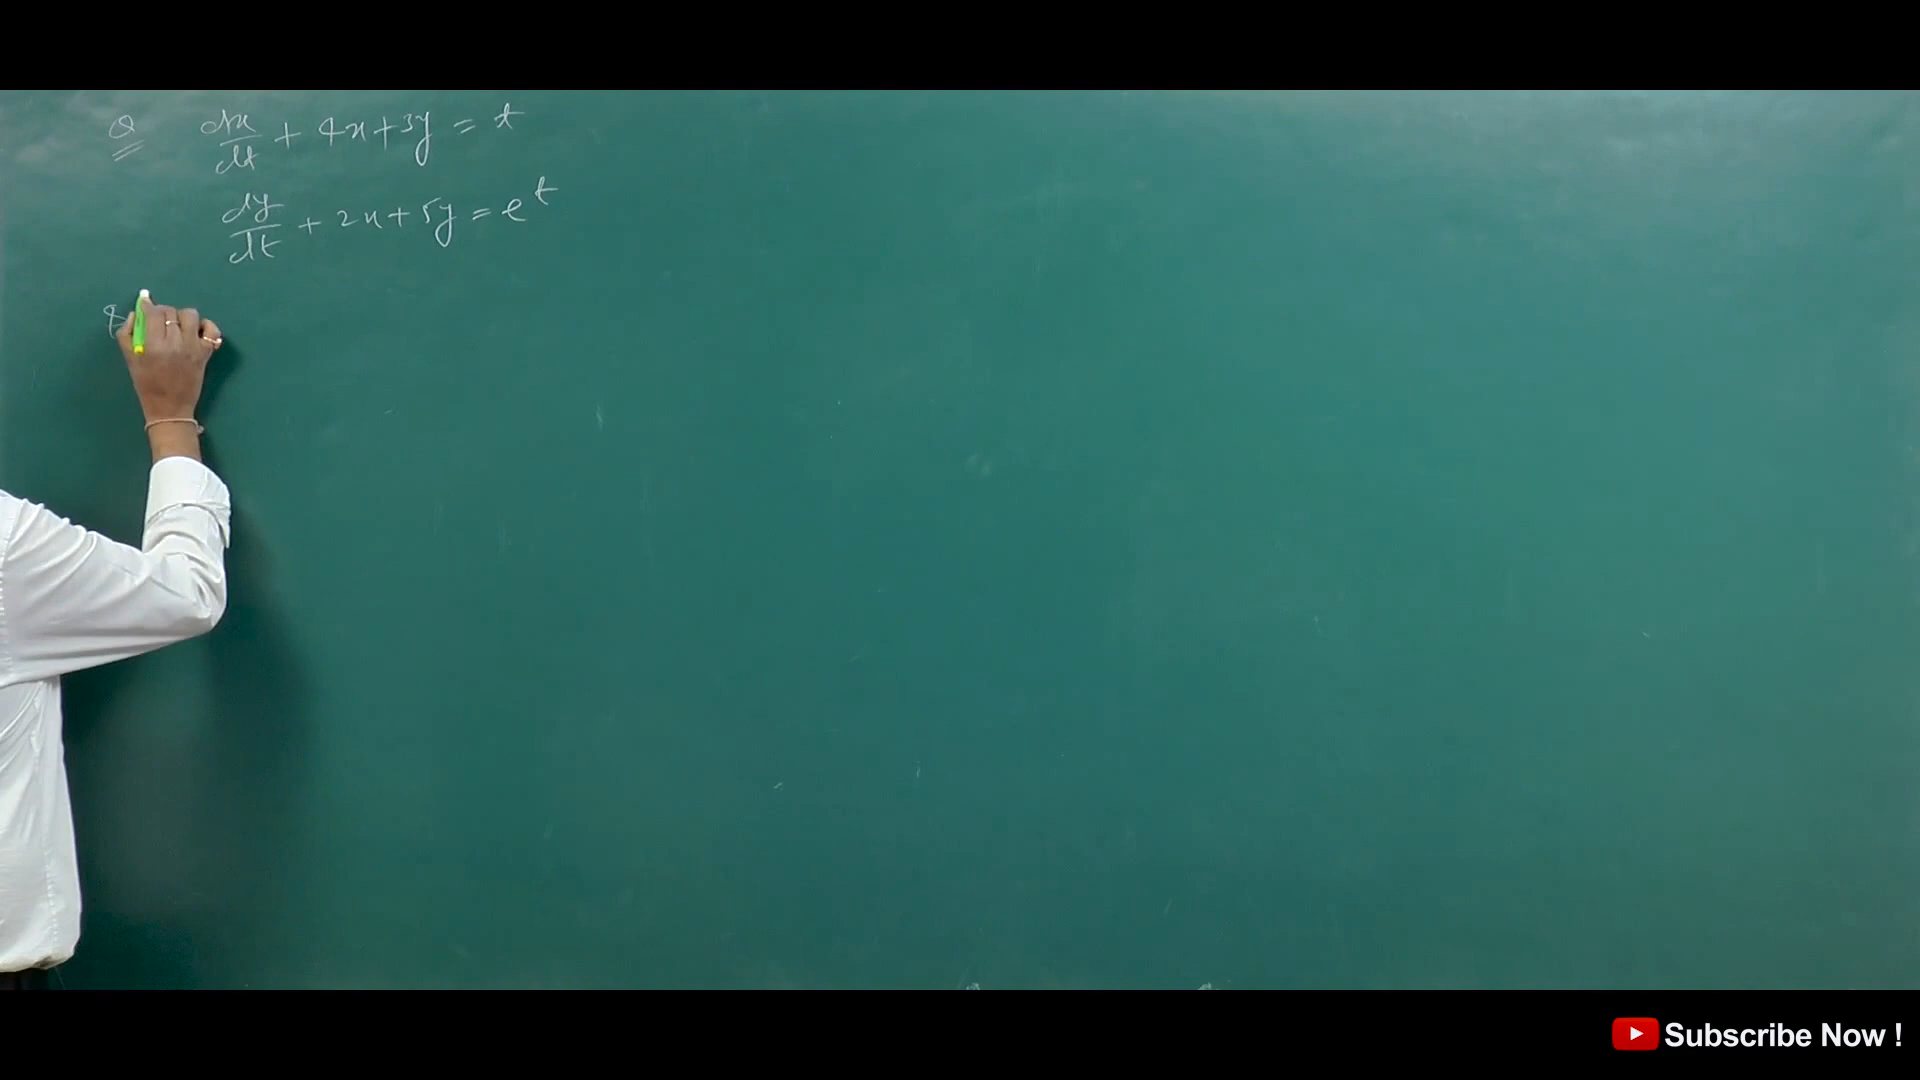 Q dx/dt + 4x + 3y = t
dy/dt + 2x + 5y = e^t
Subscribe Now !